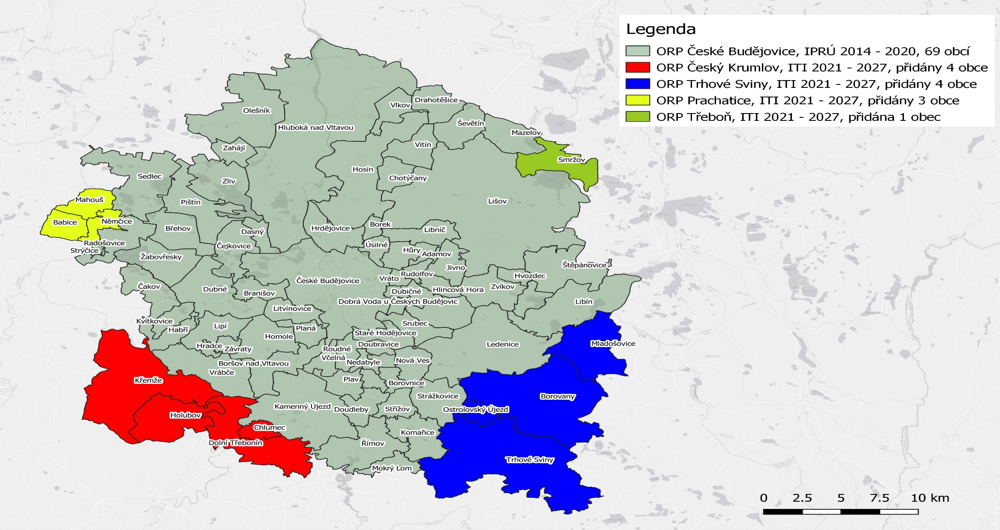 Legenda
ORP České Budějovice, IPRÚ 2014 - 2020, 69 obcí
ORP Český Krumlov, ITI 2021 - 2027, přidány 4 obce
ORP Trhové Sviny, ITI 2021 - 2027, přidány 4 obce
ORP Prachatice, ITI 2021 - 2027, přidány 3 obce
ORP Třeboň, ITI 2021 - 2027, přidána 1 obec
Drahotěšice
Vlkov
Olešník
Ševětín
Hluboká nad Vltavou
Mazelov
Vitín
Zahájí
Smržov
Hosín
Sedlec
Chotýčany
Zliv
Mahouš
Pištín
Lišov
Babice
Němčice
Borek
Břehov
Hrdějovice
Libníč
Dasný
Radošovice
Úsilné
Čejkovice
Strýčice
Hůry
Adamov
Žabovřesky
Štěpánovice
Jivno
Rudolfov
Hvozdec
Vráto
České Budějovice
Čakov
Zvíkov
Dubné
Hlincová Hora
Dubičné
Branišov
Dobrá Voda u Českých Budějovic
Libín
Litvínovice
Kvítkovice
Srubec
Lipí
Planá
Habří
Staré Hodějovice
Homole
Mladošovice
Doubravice
Ledenice
Hradce
Závraty
Roudné
Včelná
Nová Ves
Nedabyle
Boršov nad Vltavou
Vrábče
Plav
Křemže
Borovnice
Strážkovice
Borovany
Kamenný Újezd
Doudleby
Střížov
Ostrolovský Újezd
Holubov
Chlumec
Komařice
Dolní Třebonín
Římov
Trhové Sviny
Mokrý Lom
0 2.5 5 7.5 10 km